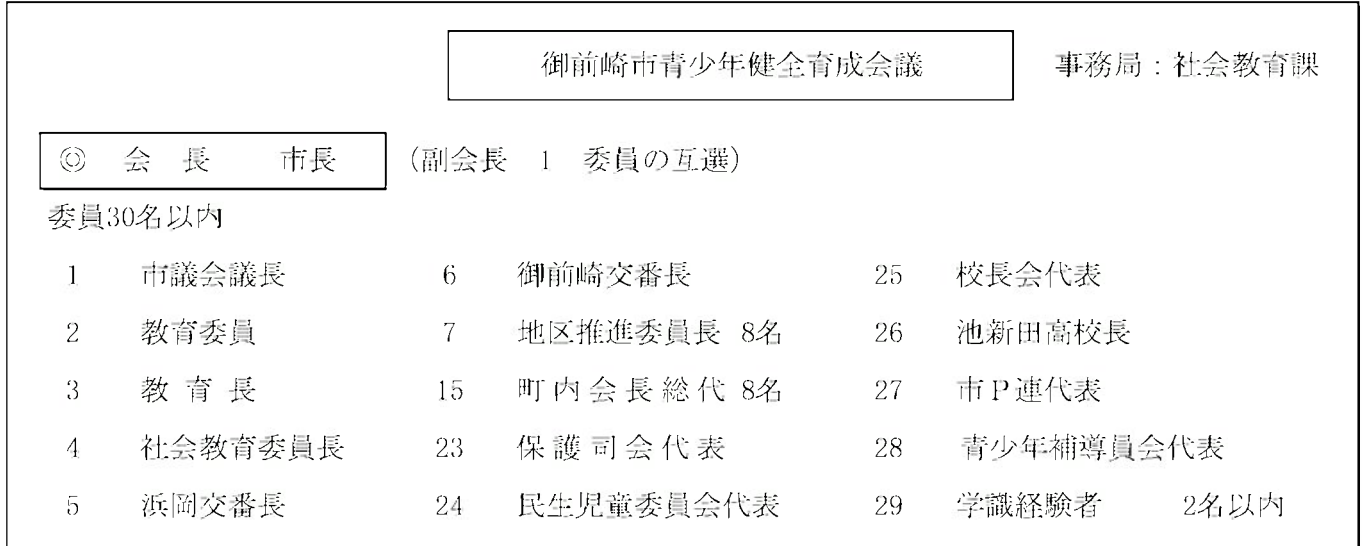 御前崎市青少年健全育成会議 事務局：社会教育課
◎ 会 長 市長 (副会長 1 委員の互選)
委員30名以内
1 市議会議長 6 御前崎交番長 25 校長会代表
2 教育委員 7 地区推進委員長 8名 26 池新田高校長
3 教 育 長 15 町 内 会 長 総 代 8名 27 市Ｐ連代表
4 社会教育委員長 23 保 護 司 会 代 表 28 青少年補導員会代表
5 浜岡交番長 24 民生児童委員会代表 29 学識経験者 2名以内